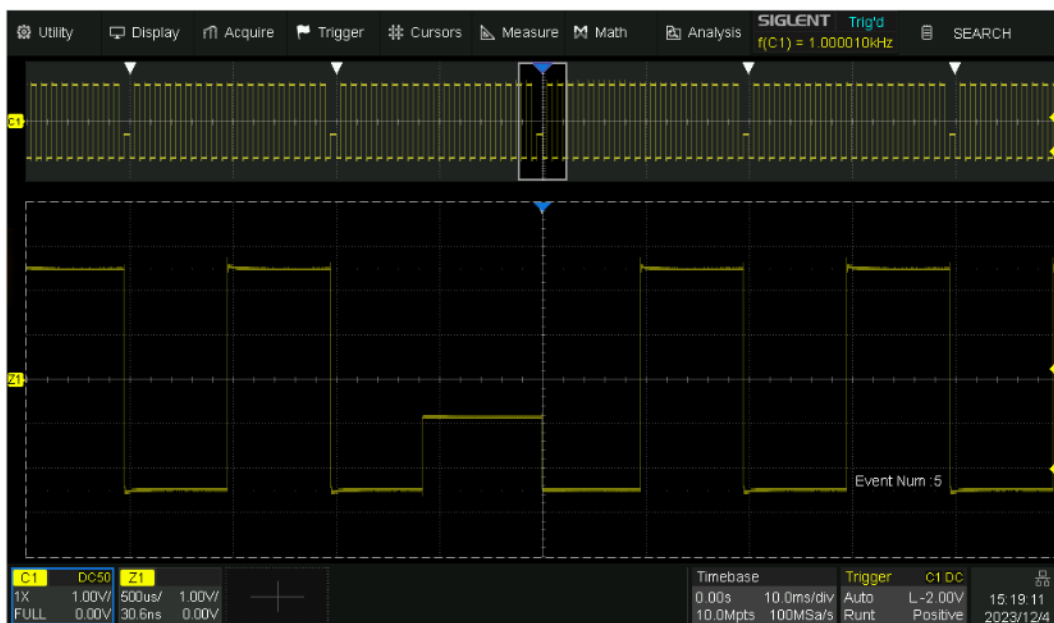 Utility Display Acquire Trigger Cursors Measure Math Analysis SIGLENT Trig'd SEARCH
f(C1) = 1.000010kHz
C1
Z1
Event Num :5
C1 DC50 Z1 Timebase Trigger C1 DC
1X 1.00V/ 500us/ 1.00V/ 0.00s 10.0ms/div Auto L -2.00V 15:19:11
FULL 0.00V 30.6ns 0.00V 10.0Mpts 100MSa/s Runt Positive 2023/12/4